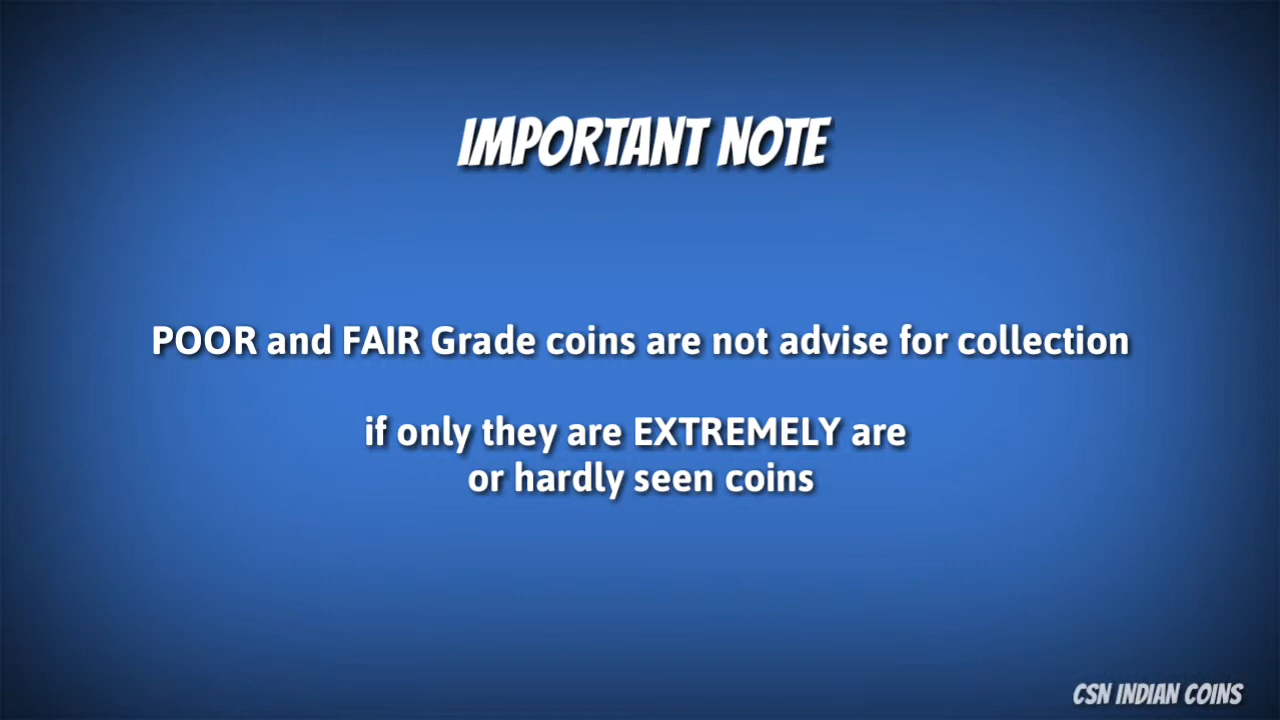 IMPORTANT NOTE
POOR and FAIR Grade coins are not advise for collection
if only they are EXTREMELY are
or hardly seen coins
CSN INDIAN COINS